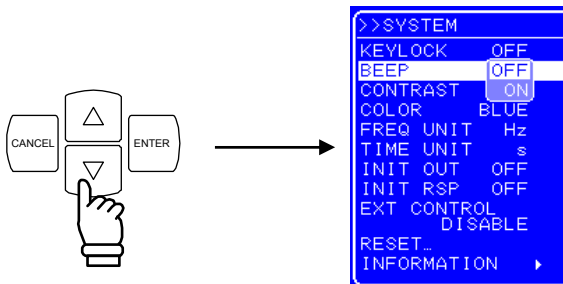 CANCEL
ENTER
>>SYSTEM
KEYLOCK OFF
BEEP OFF
CONTRAST ON
COLOR BLUE
FREQ UNIT Hz
TIME UNIT s
INIT OUT OFF
INIT RSP OFF
EXT CONTROL
DISABLE
RESET…
INFORMATION